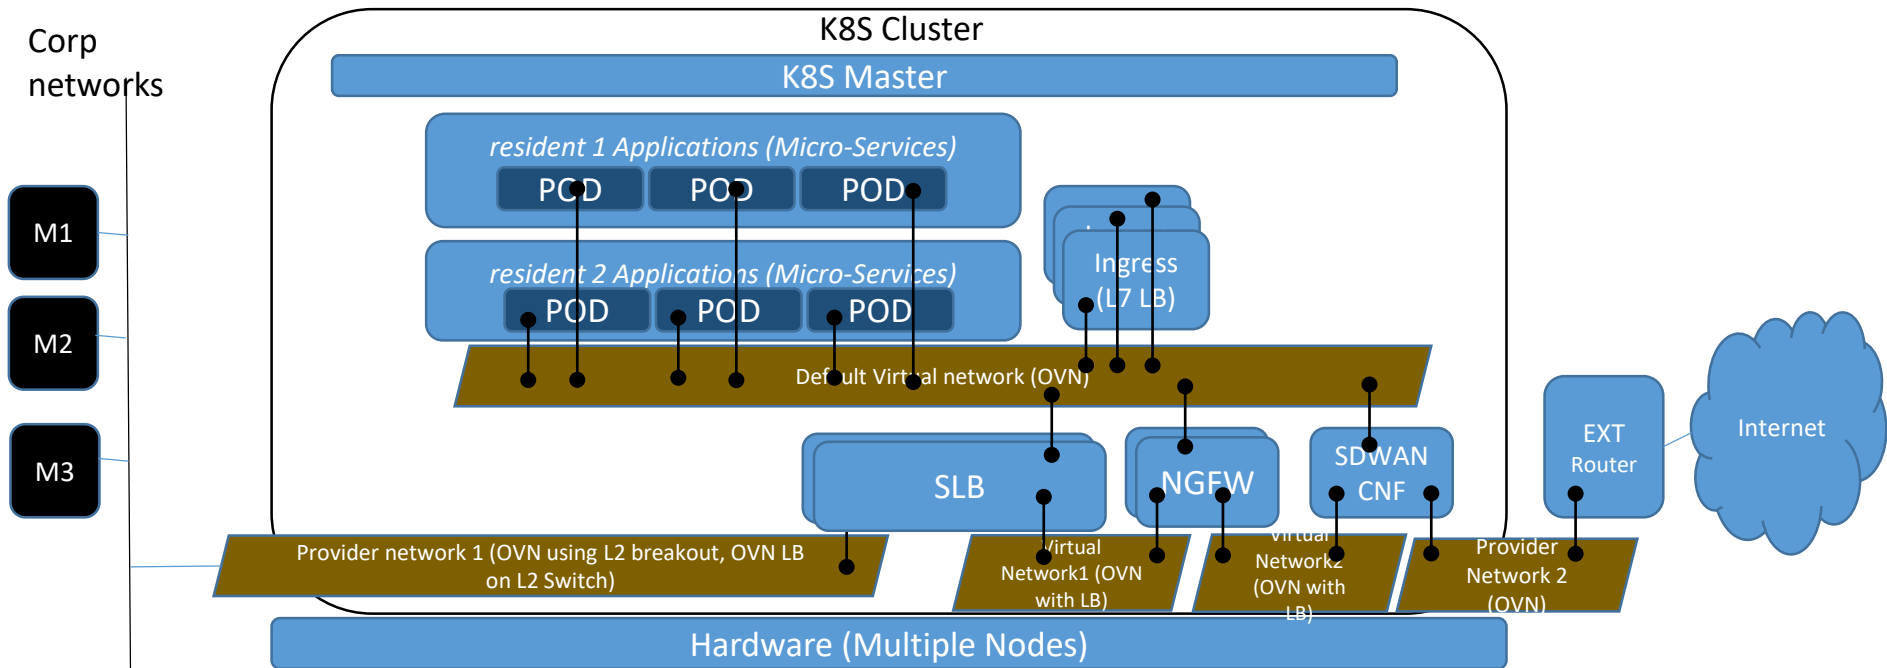 Corp
networks
K8S Cluster
K8S Master
resident 1 Applications (Micro-Services)
POD
POD
POD
resident 2 Applications (Micro-Services)
POD
POD
POD
Ingress
(L7 LB)
M1
M2
M3
Default Virtual network (OVN)
SLB
NGFW
SDWAN
CNF
EXT
Router
Internet
Provider network 1 (OVN using L2 breakout, OVN LB
on L2 Switch)
Virtual
Network1 (OVN
with LB)
Virtual
Network2
(OVN with
LB)
Provider
Network 2
(OVN)
Hardware (Multiple Nodes)